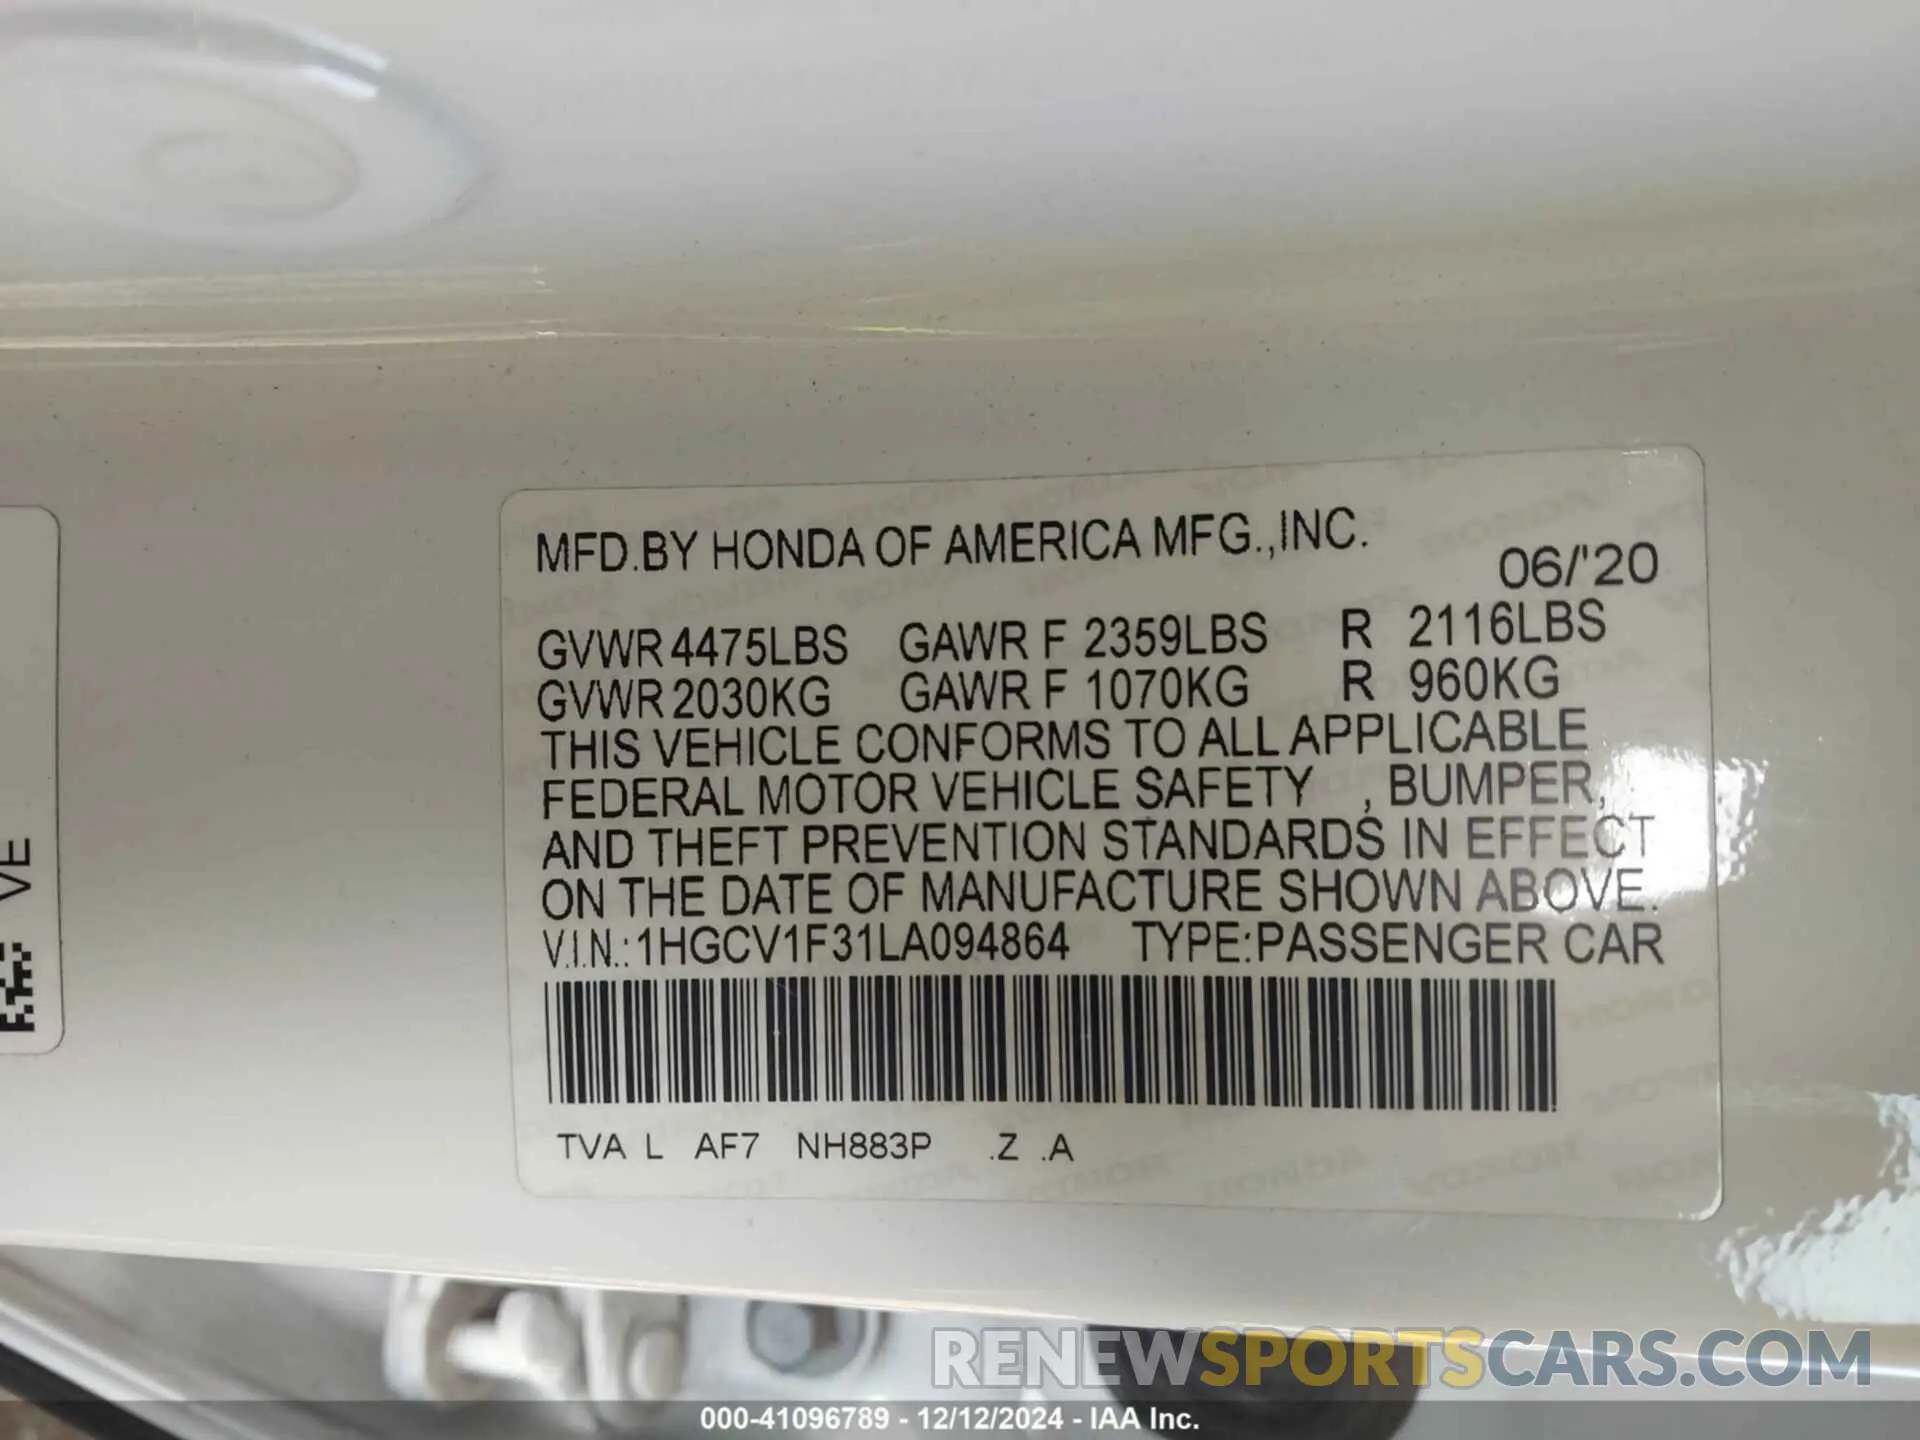 MFD.BY HONDA OF AMERICA MFG.,INC.
06/'20
GVWR 4475LBS GAWR F 2359LBS R 2116LBS
GVWR 2030KG GAWR F 1070KG R 960KG
THIS VEHICLE CONFORMS TO ALL APPLICABLE
FEDERAL MOTOR VEHICLE SAFETY , BUMPER,
AND THEFT PREVENTION STANDARDS IN EFFECT
ON THE DATE OF MANUFACTURE SHOWN ABOVE.
V.I.N.: 1HGCV1F31LA094864 TYPE:PASSENGER CAR
TVA L AF7 NH883P .Z .A
VE
RENEWSPORTSCARS.COM
000-41096789 - 12/12/2024 - IAA Inc.